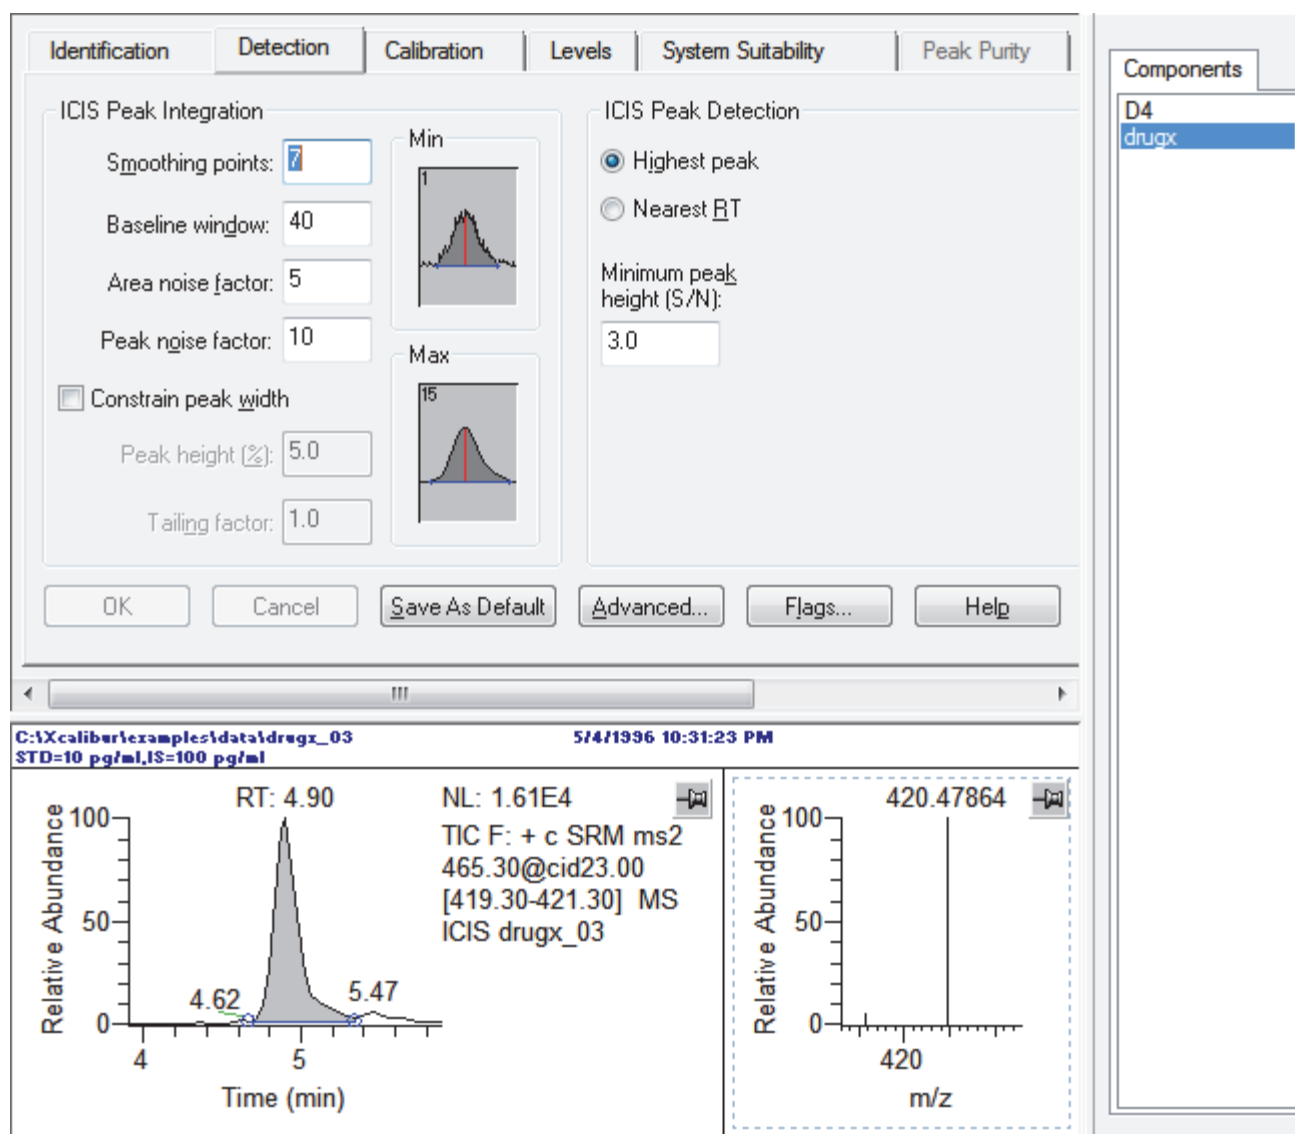 Identification Detection Calibration Levels System Suitability Peak Purity
Components
D4
drugx
ICIS Peak Integration
Smoothing points: 7
Baseline window: 40
Area noise factor: 5
Peak noise factor: 10
Constrain peak width
Peak height (%): 5.0
Tailing factor: 1.0
Min
1
Max
15
ICIS Peak Detection
Highest peak
Nearest RT
Minimum peak
height (S/N):
3.0
OK Cancel Save As Default Advanced... Flags... Help
C:\Xcalibur\examples\data\drugx_03 5/4/1996 10:31:23 PM
STD=10 pg/ml,IS=100 pg/ml
RT: 4.90
NL: 1.61E4
TIC F: + c SRM ms2
465.30@cid23.00
[419.30-421.30] MS
ICIS drugx_03
Relative Abundance
100
50
0
4.62
5.47
4 5
Time (min)
420.47864
Relative Abundance
100
50
0
420
m/z